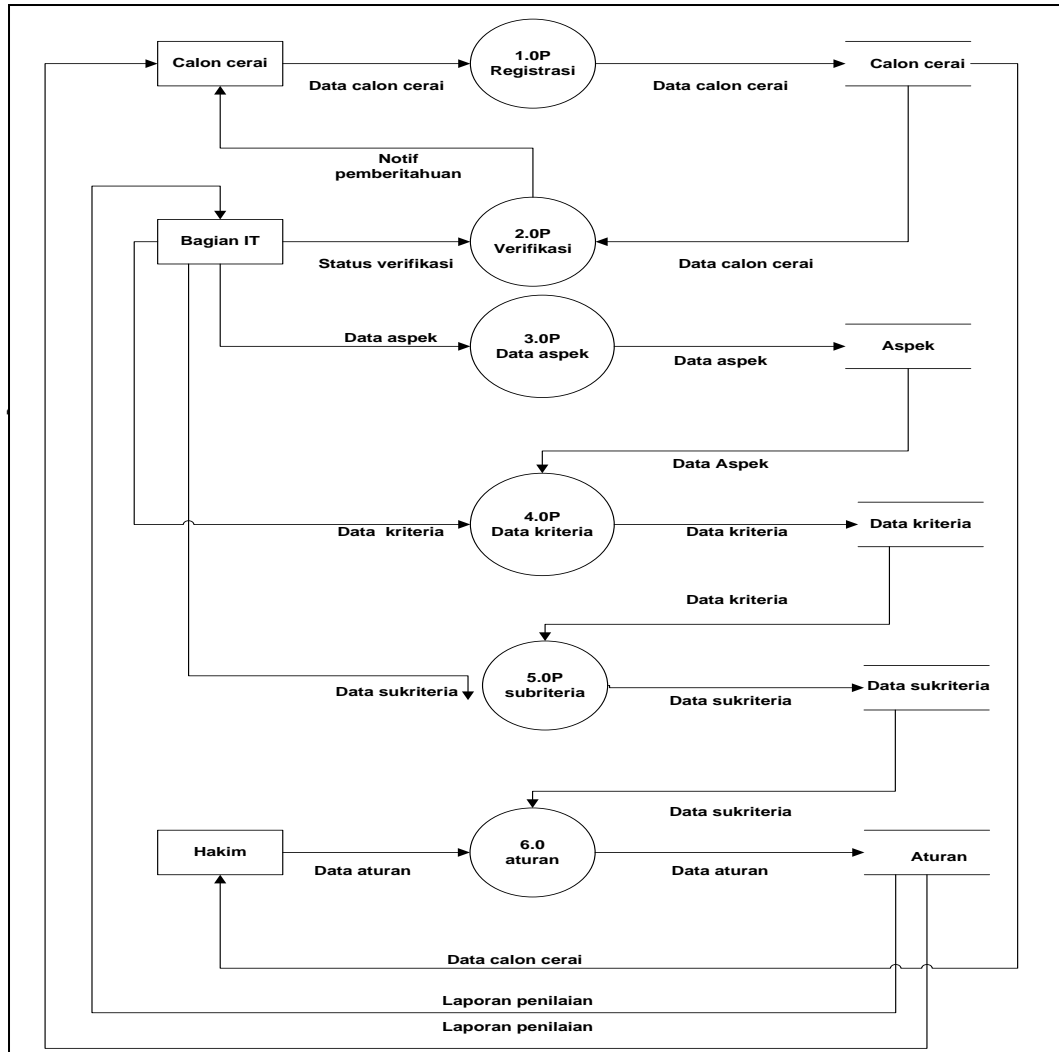 Calon cerai
1.0P
Registrasi
Calon cerai
Data calon cerai
Data calon cerai
Notif
pemberitahuan
Bagian IT
2.0P
Verifikasi
Status verifikasi
Data calon cerai
Data aspek
3.0P
Data aspek
Data aspek
Aspek
Data Aspek
4.0P
Data kriteria
Data kriteria
Data kriteria
Data kriteria
Data kriteria
5.0P
subriteria
Data sukriteria
Data sukriteria
Data sukriteria
Data sukriteria
Hakim
6.0
aturan
Aturan
Data aturan
Data aturan
Data calon cerai
Laporan penilaian
Laporan penilaian